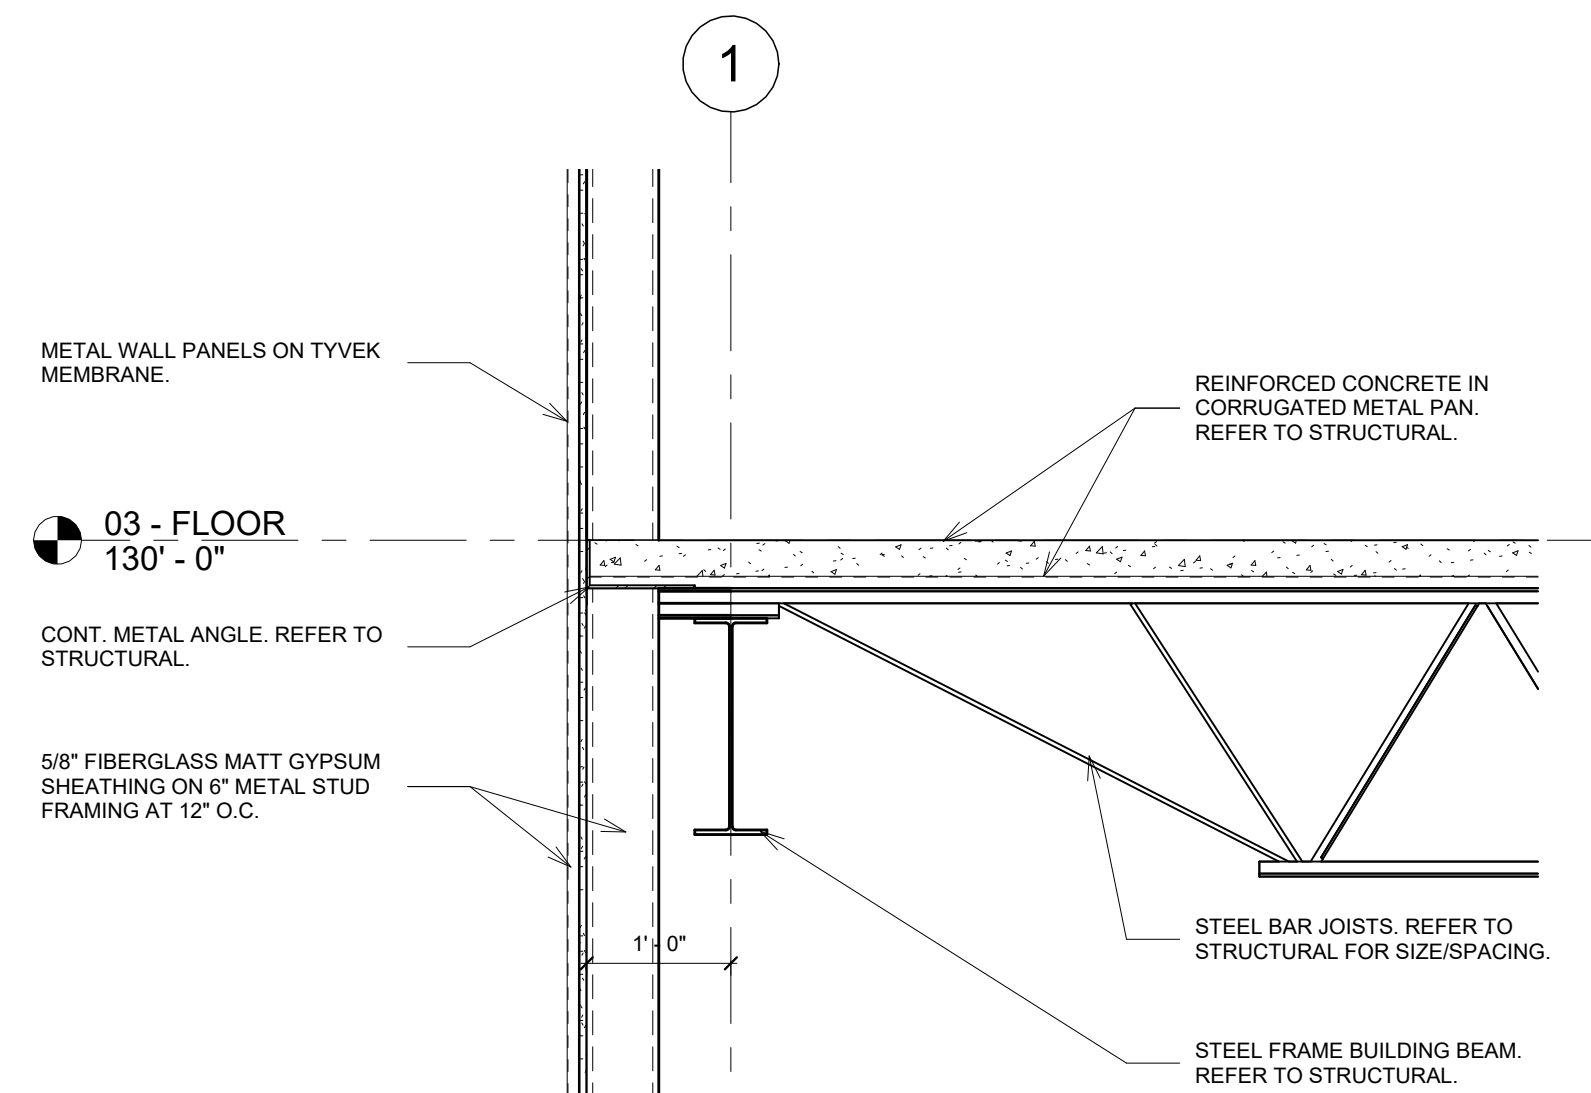 1
METAL WALL PANELS ON TYVEK
MEMBRANE.
REINFORCED CONCRETE IN
CORRUGATED METAL PAN.
REFER TO STRUCTURAL.
03 - FLOOR
130' - 0"
CONT. METAL ANGLE. REFER TO
STRUCTURAL.
5/8" FIBERGLASS MATT GYPSUM
SHEATHING ON 6" METAL STUD
FRAMING AT 12" O.C.
1' - 0"
STEEL BAR JOISTS. REFER TO
STRUCTURAL FOR SIZE/SPACING.
STEEL FRAME BUILDING BEAM.
REFER TO STRUCTURAL.